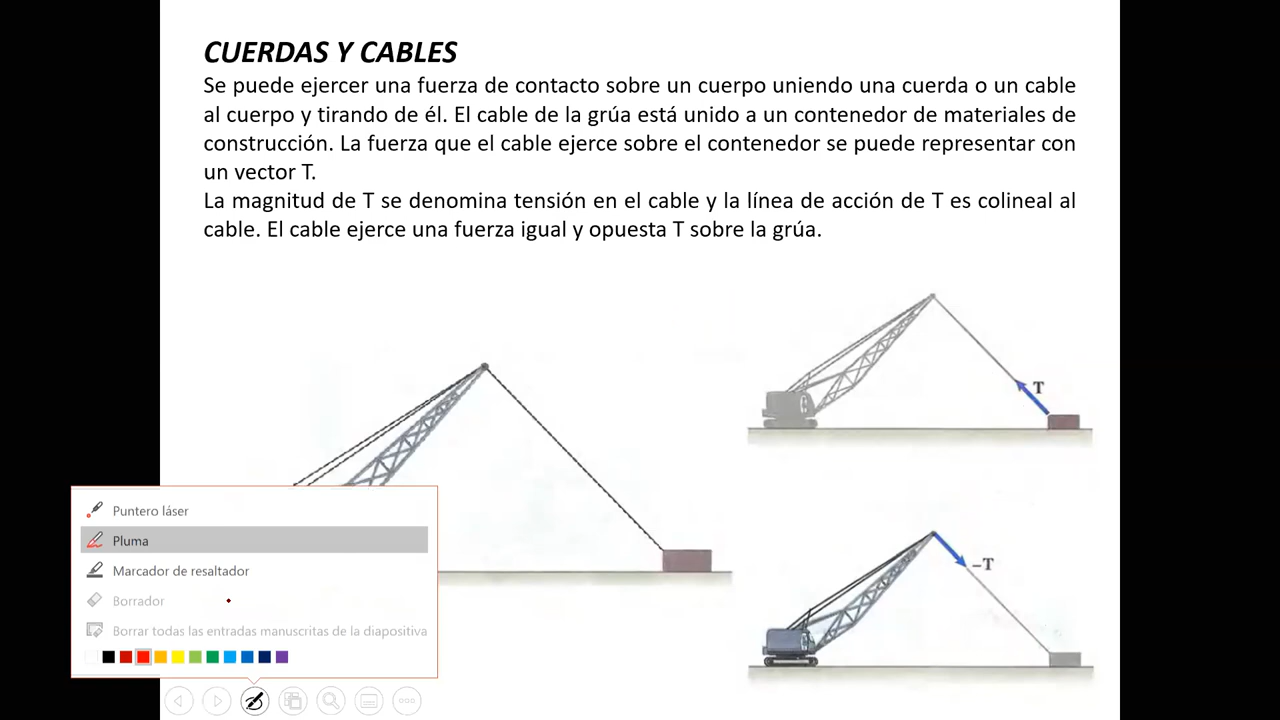 CUERDAS Y CABLES
Se puede ejercer una fuerza de contacto sobre un cuerpo uniendo una cuerda o un cable
al cuerpo y tirando de él. El cable de la grúa está unido a un contenedor de materiales de
construcción. La fuerza que el cable ejerce sobre el contenedor se puede representar con
un vector T.
La magnitud de T se denomina tensión en el cable y la línea de acción de T es colineal al
cable. El cable ejerce una fuerza igual y opuesta T sobre la grúa.
T
–T
Puntero láser
Pluma
Marcador de resaltador
Borrador
Borrar todas las entradas manuscritas de la diapositiva